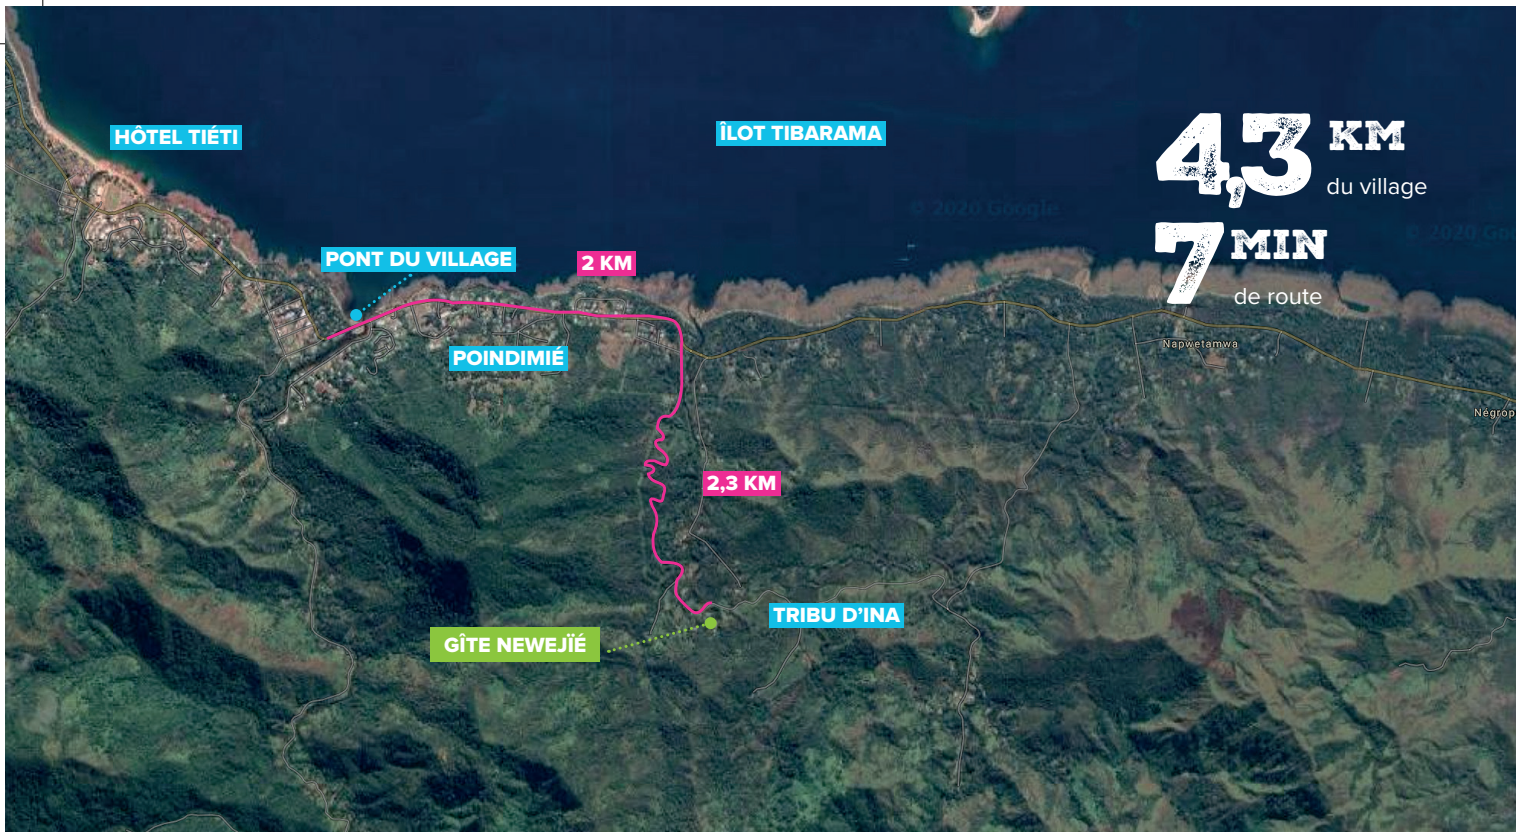 HÔTEL TIÉTI
ÎLOT TIBARAMA
4,3 KM
du village
7 MIN
de route
© 2020 Google
PONT DU VILLAGE
2 KM
POINDIMIÉ
Napwetamwa
2,3 KM
TRIBU D’INA
GÎTE NEWEJÏÉ